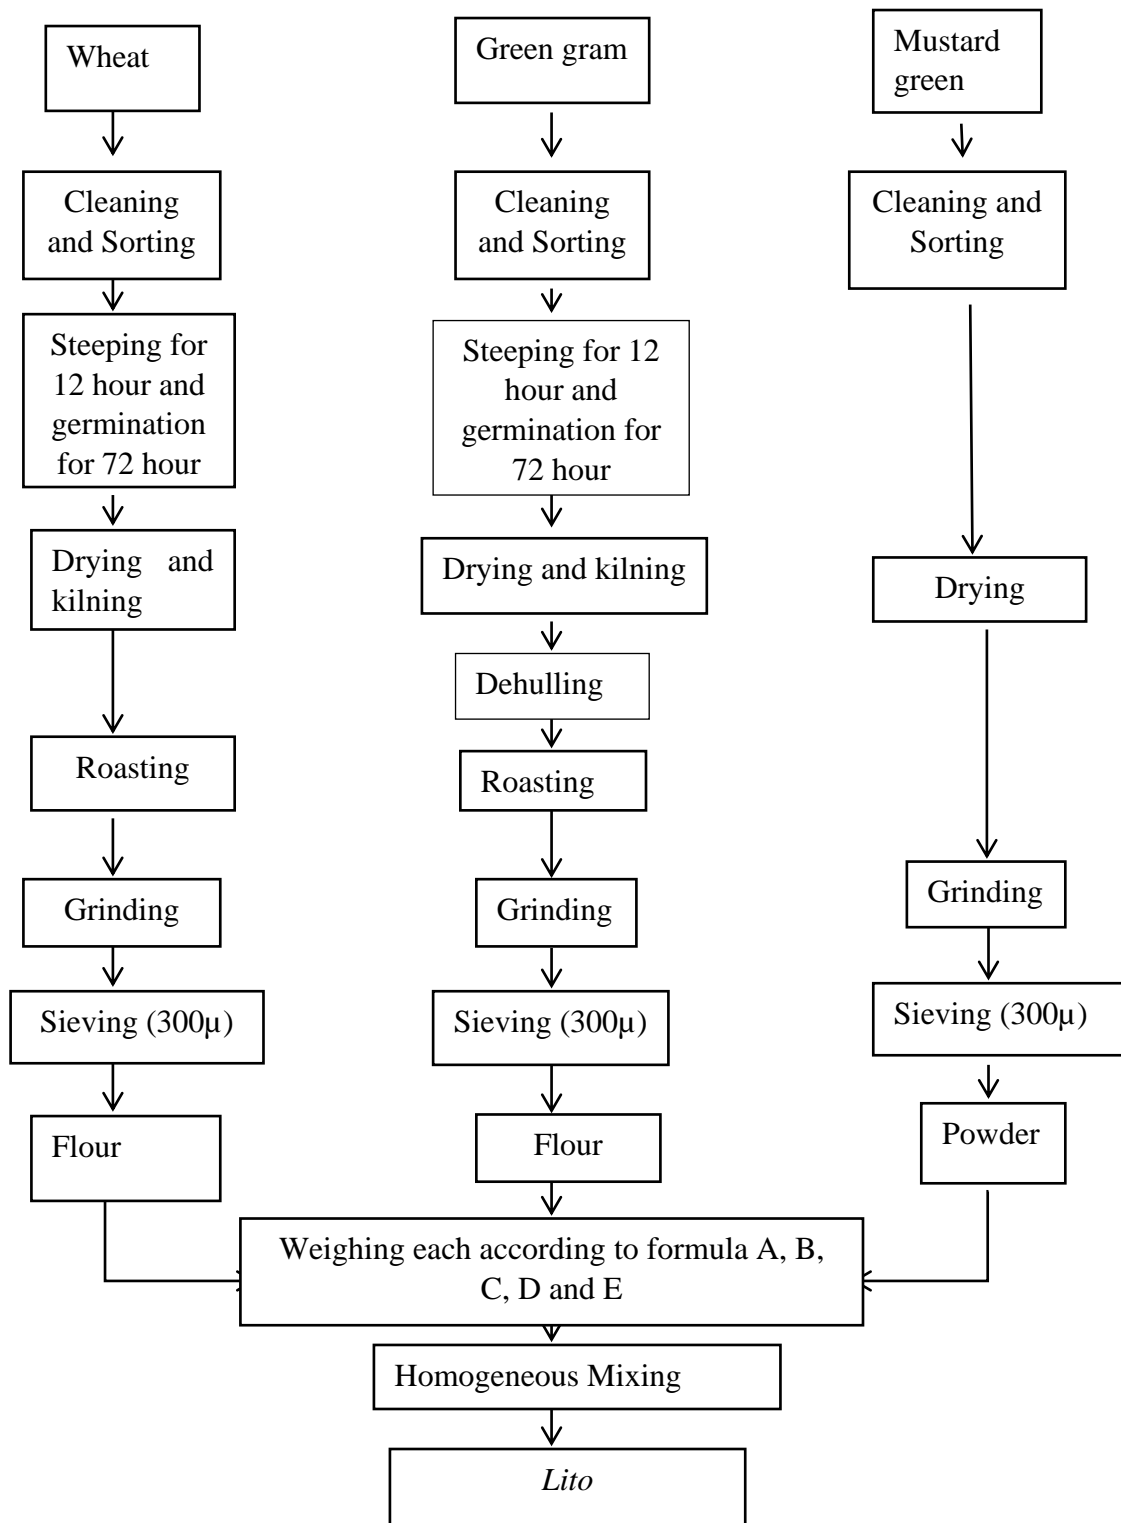 Wheat
Green gram
Mustard
green
Cleaning
and Sorting
Cleaning
and Sorting
Cleaning and
Sorting
Steeping for
12 hour and
germination
for 72 hour
Steeping for 12
hour and
germination for
72 hour
Drying and
kilning
Drying and kilning
Drying
Dehulling
Roasting
Roasting
Grinding
Grinding
Grinding
Sieving (300µ)
Sieving (300µ)
Sieving (300µ)
Flour
Flour
Powder
Weighing each according to formula A, B,
C, D and E
Homogeneous Mixing
Lito